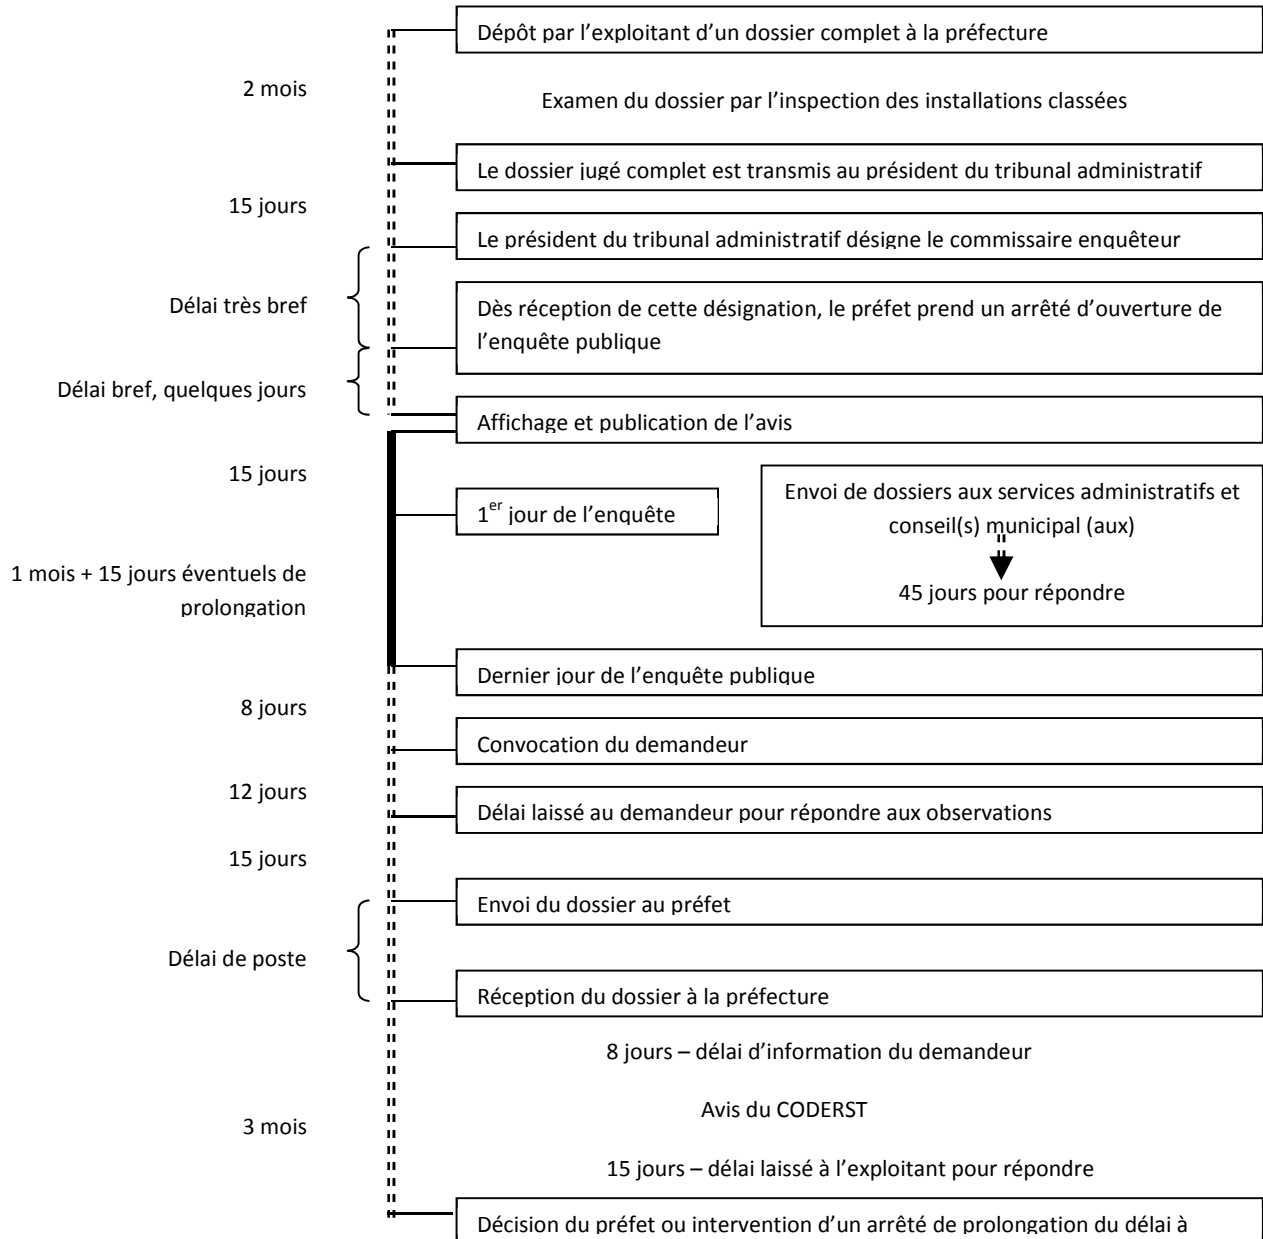 Dépôt par l’exploitant d’un dossier complet à la préfecture
2 mois
Examen du dossier par l’inspection des installations classées
Le dossier jugé complet est transmis au président du tribunal administratif
15 jours
Le président du tribunal administratif désigne le commissaire enquêteur
Délai très bref
Dès réception de cette désignation, le préfet prend un arrêté d’ouverture de
l’enquête publique
Délai bref, quelques jours
Affichage et publication de l’avis
15 jours
1er jour de l’enquête
Envoi de dossiers aux services administratifs et
conseil(s) municipal (aux)
45 jours pour répondre
1 mois + 15 jours éventuels de
prolongation
Dernier jour de l’enquête publique
8 jours
Convocation du demandeur
12 jours
Délai laissé au demandeur pour répondre aux observations
15 jours
Envoi du dossier au préfet
Délai de poste
Réception du dossier à la préfecture
8 jours – délai d’information du demandeur
Avis du CODERST
3 mois
15 jours – délai laissé à l’exploitant pour répondre
Décision du préfet ou intervention d’un arrêté de prolongation du délai à